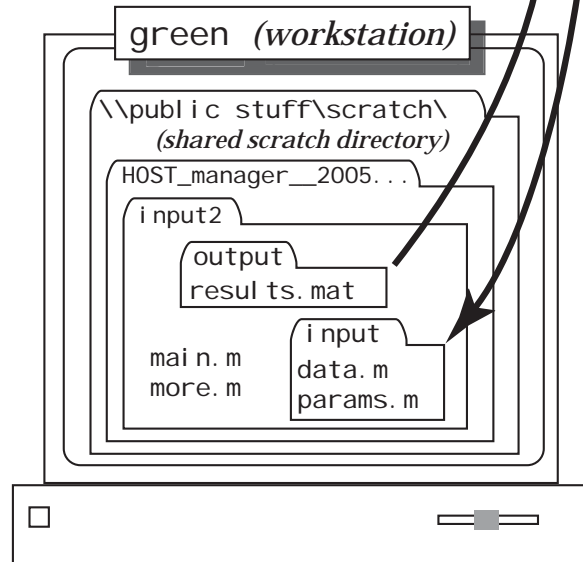 green (workstation)
\\public stuff\scratch\
(shared scratch directory)
HOST_manager__2005...
input2
output
results.mat
input
main.m
data.m
more.m
params.m